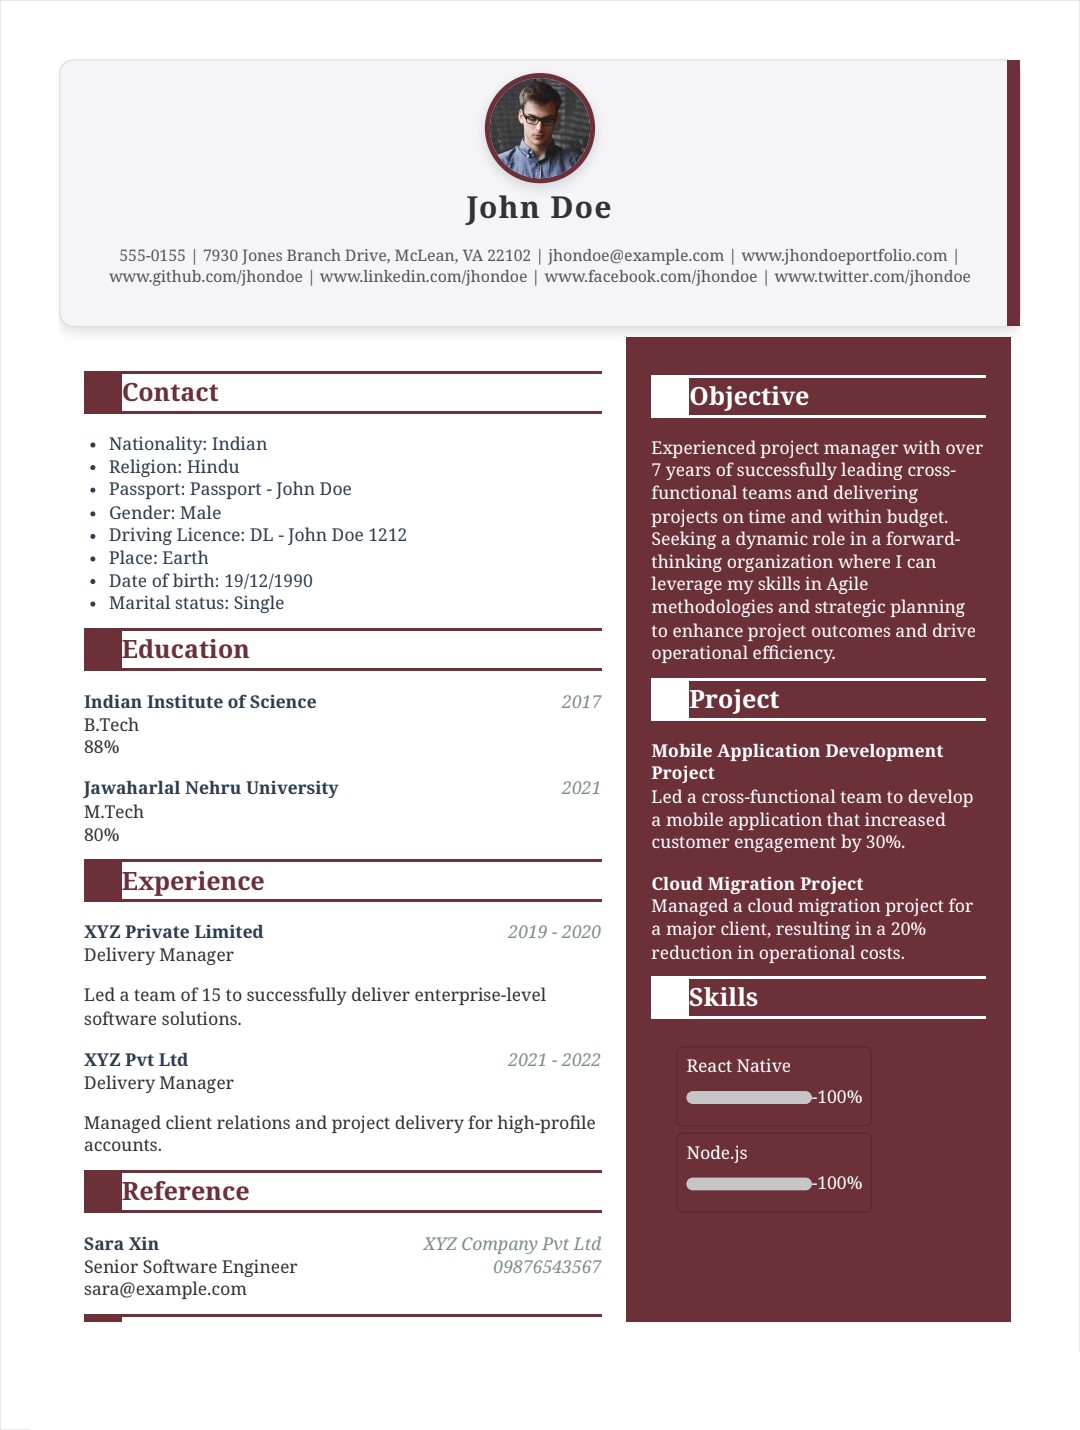 John Doe
555-0155 | 7930 Jones Branch Drive, McLean, VA 22102 | jhondoe@example.com | www.jhondoeportfolio.com |
www.github.com/jhondoe | www.linkedin.com/jhondoe | www.facebook.com/jhondoe | www.twitter.com/jhondoe
Contact
• Nationality: Indian
• Religion: Hindu
• Passport: Passport - John Doe
• Gender: Male
• Driving Licence: DL - John Doe 1212
• Place: Earth
• Date of birth: 19/12/1990
• Marital status: Single
Education
Indian Institute of Science 2017
B.Tech
88%
Jawaharlal Nehru University 2021
M.Tech
80%
Experience
XYZ Private Limited 2019 - 2020
Delivery Manager
Led a team of 15 to successfully deliver enterprise-level
software solutions.
XYZ Pvt Ltd 2021 - 2022
Delivery Manager
Managed client relations and project delivery for high-profile
accounts.
Reference
Sara Xin XYZ Company Pvt Ltd
Senior Software Engineer 09876543567
sara@example.com
Objective
Experienced project manager with over
7 years of successfully leading cross-
functional teams and delivering
projects on time and within budget.
Seeking a dynamic role in a forward-
thinking organization where I can
leverage my skills in Agile
methodologies and strategic planning
to enhance project outcomes and drive
operational efficiency.
Project
Mobile Application Development
Project
Led a cross-functional team to develop
a mobile application that increased
customer engagement by 30%.
Cloud Migration Project
Managed a cloud migration project for
a major client, resulting in a 20%
reduction in operational costs.
Skills
React Native
-100%
Node.js
-100%